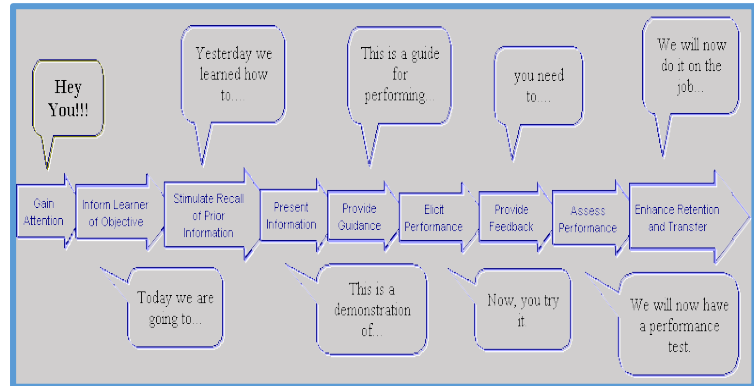 Hey
You!!!
Yesterday we
learned how
to....
This is a guide
for
performing...
you need
to....
We will now
do it on the
job...
Gain
Attention
Inform Learner
of Objective
Stimulate Recall
of Prior
Information
Present
Information
Provide
Guidance
Elicit
Performance
Provide
Feedback
Assess
Performance
Enhance Retention
and Transfer
Today we are
going to...
This is a
demonstration
of...
Now, you try
it
We will now have
a performance
test.